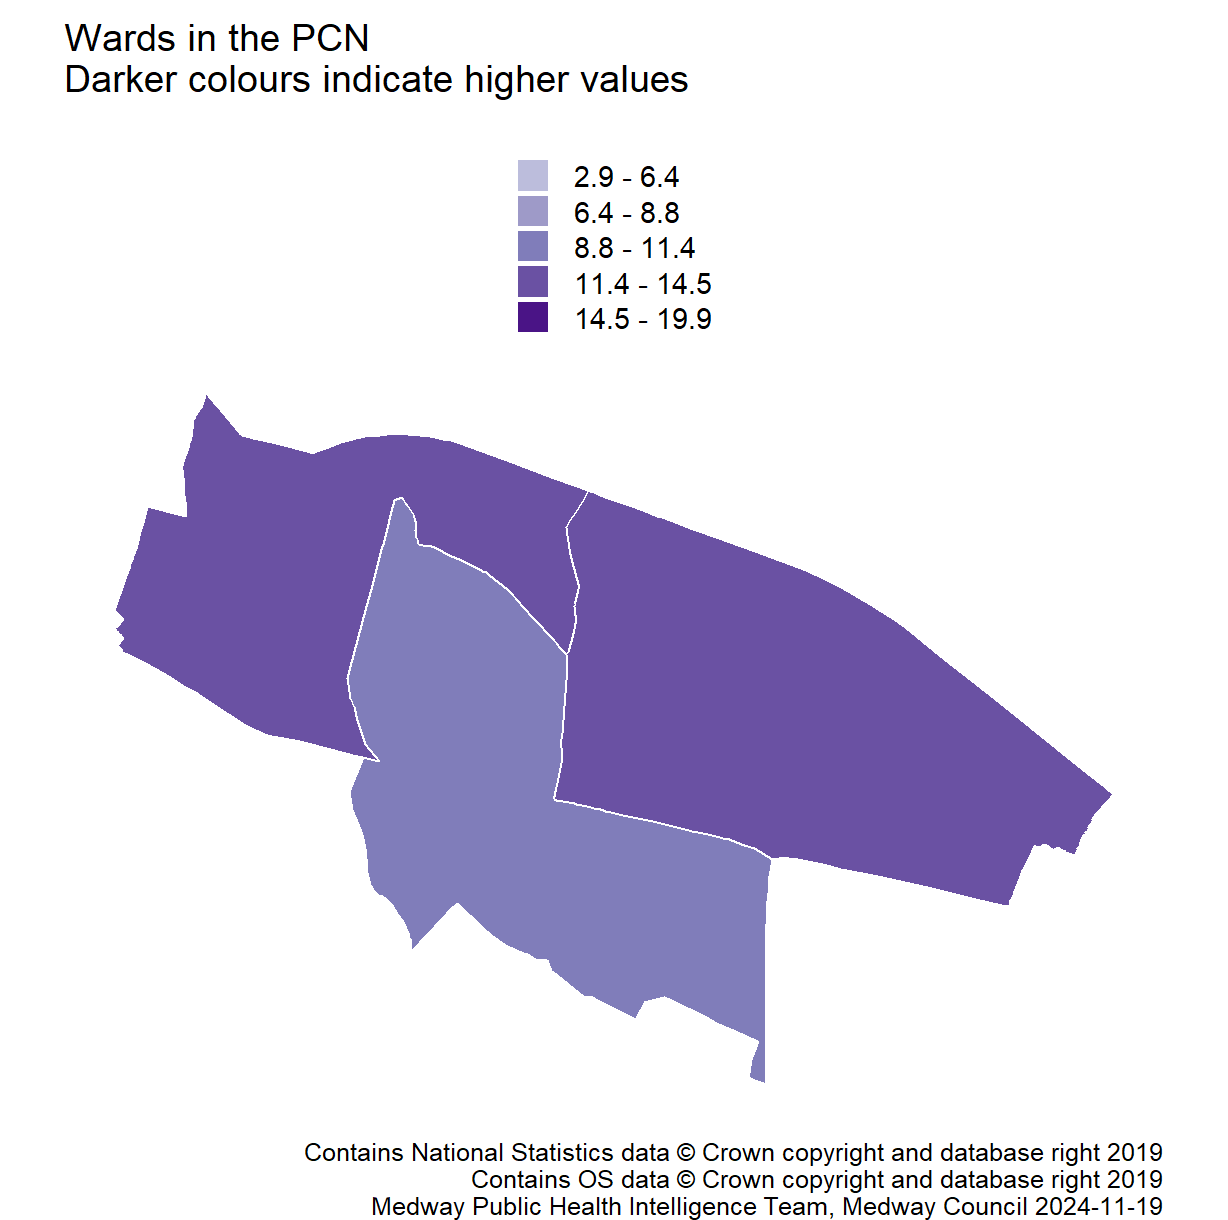 Wards in the PCN
Darker colours indicate higher values
2.9 - 6.4
6.4 - 8.8
8.8 - 11.4
11.4 - 14.5
14.5 - 19.9
Contains National Statistics data © Crown copyright and database right 2019
Contains OS data © Crown copyright and database right 2019
Medway Public Health Intelligence Team, Medway Council 2024-11-19